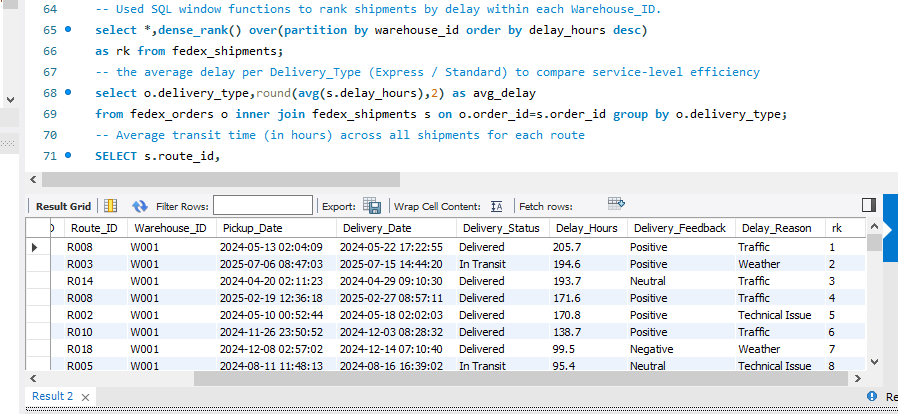 64 -- Used SQL window functions to rank shipments by delay within each Warehouse_ID.
65 select *,dense_rank() over(partition by warehouse_id order by delay_hours desc)
66 as rk from fedex_shipments;
67 -- the average delay per Delivery_Type (Express / Standard) to compare service-level efficiency
68 select o.delivery_type,round(avg(s.delay_hours),2) as avg_delay
69 from fedex_orders o inner join fedex_shipments s on o.order_id=s.order_id group by o.delivery_type;
70 -- Average transit time (in hours) across all shipments for each route
71 SELECT s.route_id,
Result Grid Filter Rows: Export: Wrap Cell Content: IA Fetch rows:
Route_ID Warehouse_ID Pickup_Date Delivery_Date Delivery_Status Delay_Hours Delivery_Feedback Delay_Reason rk
R008 W001 2024-05-13 02:04:09 2024-05-22 17:22:55 Delivered 205.7 Positive Traffic 1
R003 W001 2025-07-06 08:47:03 2025-07-15 14:44:20 In Transit 194.6 Positive Weather 2
R014 W001 2024-04-20 02:11:23 2024-04-29 09:10:30 Delivered 193.7 Neutral Traffic 3
R008 W001 2025-02-19 12:36:18 2025-02-27 08:57:11 Delivered 171.6 Positive Traffic 4
R002 W001 2024-05-10 00:52:44 2024-05-18 02:02:03 Delivered 170.8 Positive Technical Issue 5
R010 W001 2024-11-26 23:50:52 2024-12-03 08:28:32 Delivered 138.7 Positive Traffic 6
R018 W001 2024-12-08 02:57:02 2024-12-14 07:10:40 Delivered 99.5 Negative Weather 7
R005 W001 2024-08-11 11:48:13 2024-08-16 16:39:02 In Transit 95.4 Neutral Technical Issue 8
Result 2 Re